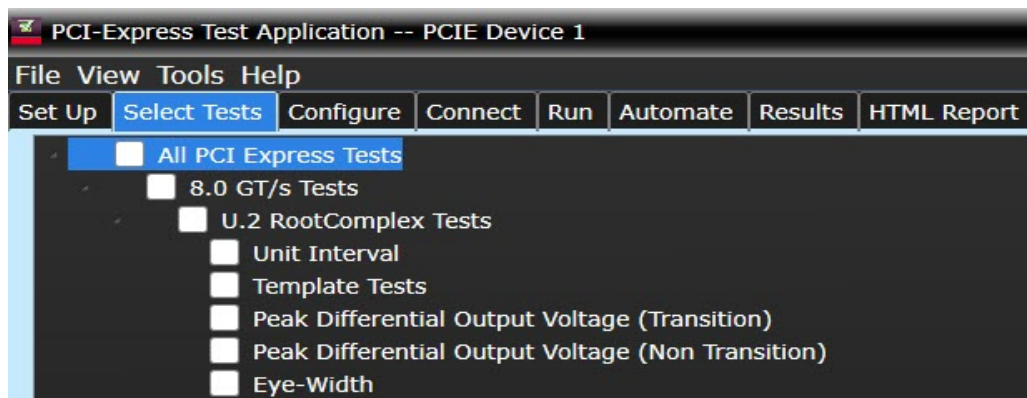 PCI-Express Test Application -- PCIE Device 1
File View Tools Help
Set Up Select Tests Configure Connect Run Automate Results HTML Report
All PCI Express Tests
8.0 GT/s Tests
U.2 RootComplex Tests
Unit Interval
Template Tests
Peak Differential Output Voltage (Transition)
Peak Differential Output Voltage (Non Transition)
Eye-Width